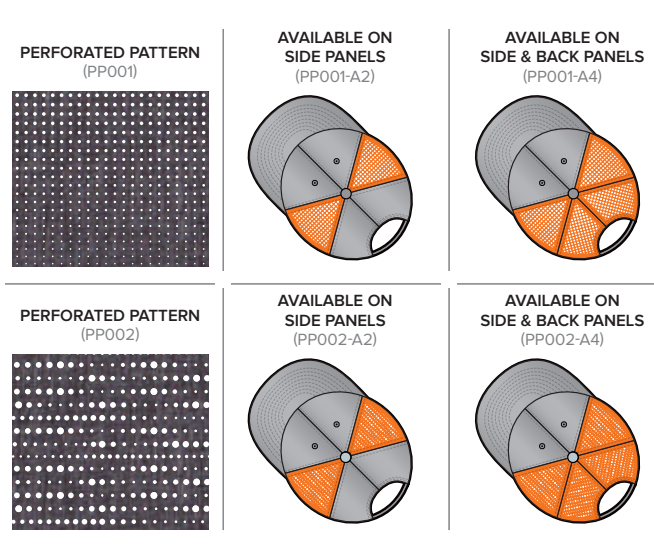 PERFORATED PATTERN
(PP001)
AVAILABLE ON
SIDE PANELS
(PP001-A2)
AVAILABLE ON
SIDE & BACK PANELS
(PP001-A4)
PERFORATED PATTERN
(PP002)
AVAILABLE ON
SIDE PANELS
(PP002-A2)
AVAILABLE ON
SIDE & BACK PANELS
(PP002-A4)